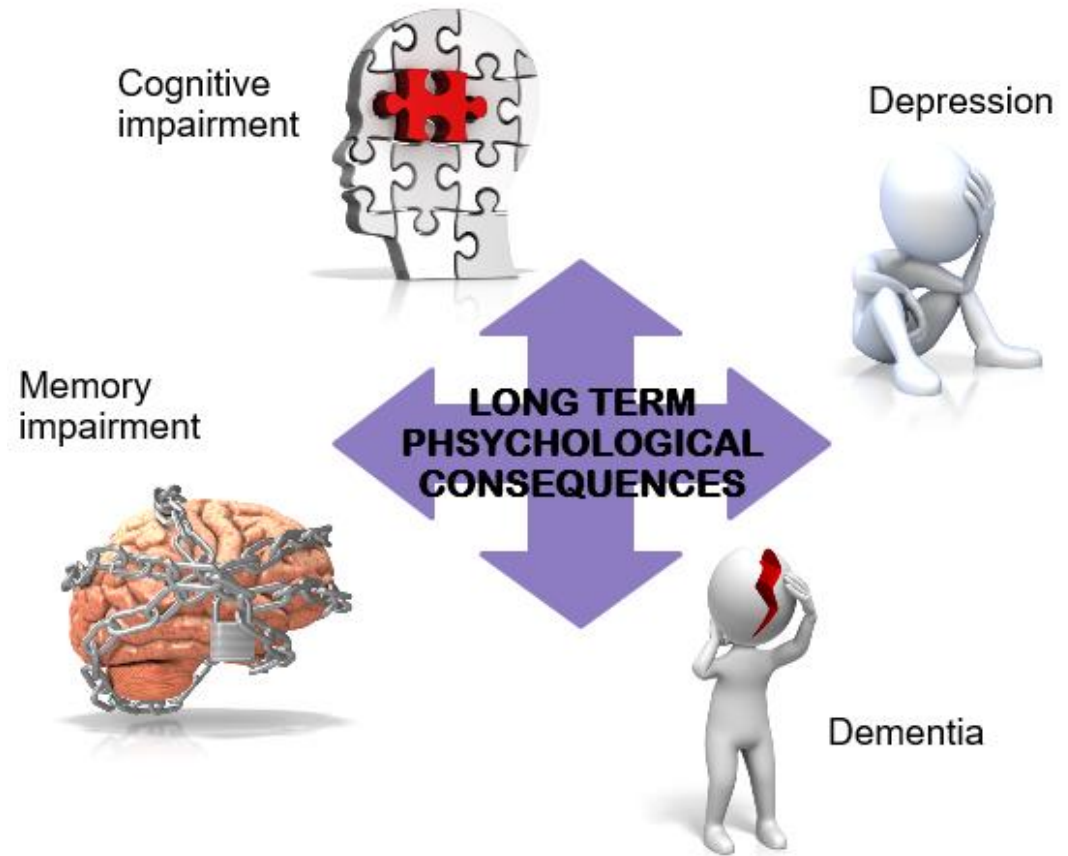 Cognitive
impairment
Depression
Memory
impairment
LONG TERM
PHSYCHOLOGICAL
CONSEQUENCES
Dementia